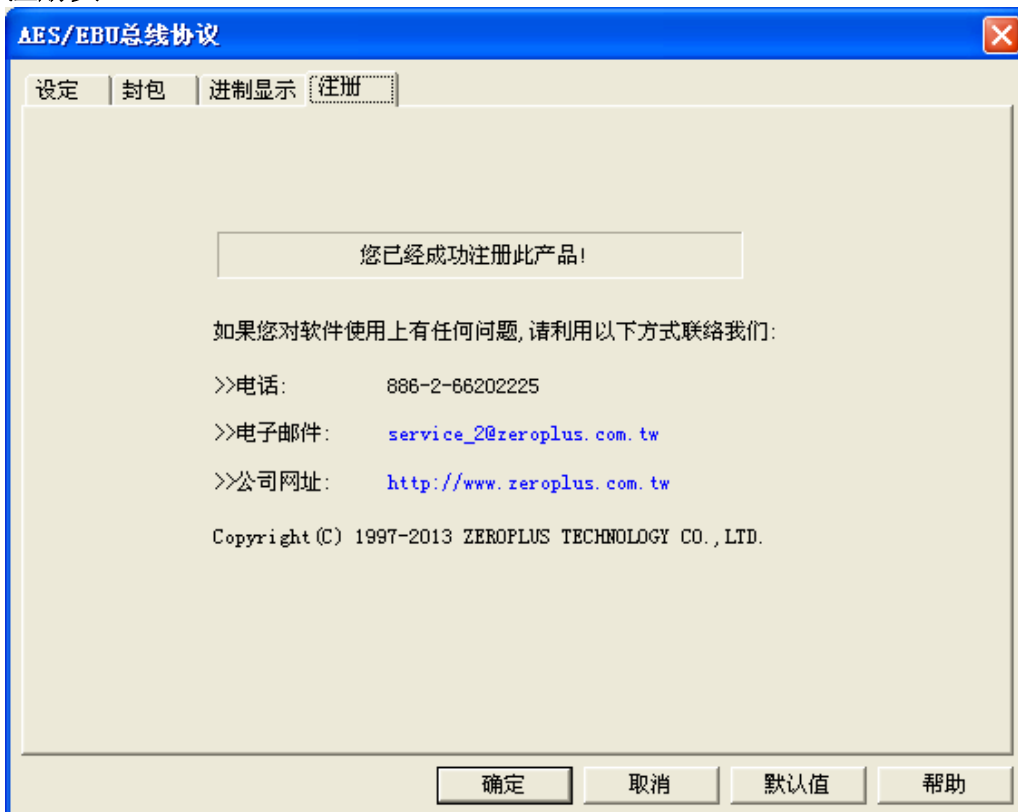 AES/EBU总线协议
设定 封包 进制显示 注册
您已经成功注册此产品!
如果您对软件使用上有任何问题,请利用以下方式联络我们:
>>电话: 886-2-66202225
>>电子邮件: service_2@zeroplus.com.tw
>>公司网址: http://www.zeroplus.com.tw
Copyright(C) 1997-2013 ZEROPLUS TECHNOLOGY CO.,LTD.
确定 取消 默认值 帮助